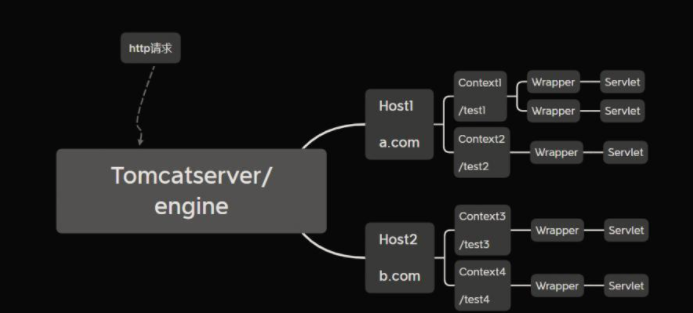 http请求
Tomcatserver/
engine
Host1
a.com
Context1
/test1
Wrapper
Servlet
Wrapper
Servlet
Context2
/test2
Wrapper
Servlet
Host2
b.com
Context3
/test3
Wrapper
Servlet
Context4
/test4
Wrapper
Servlet